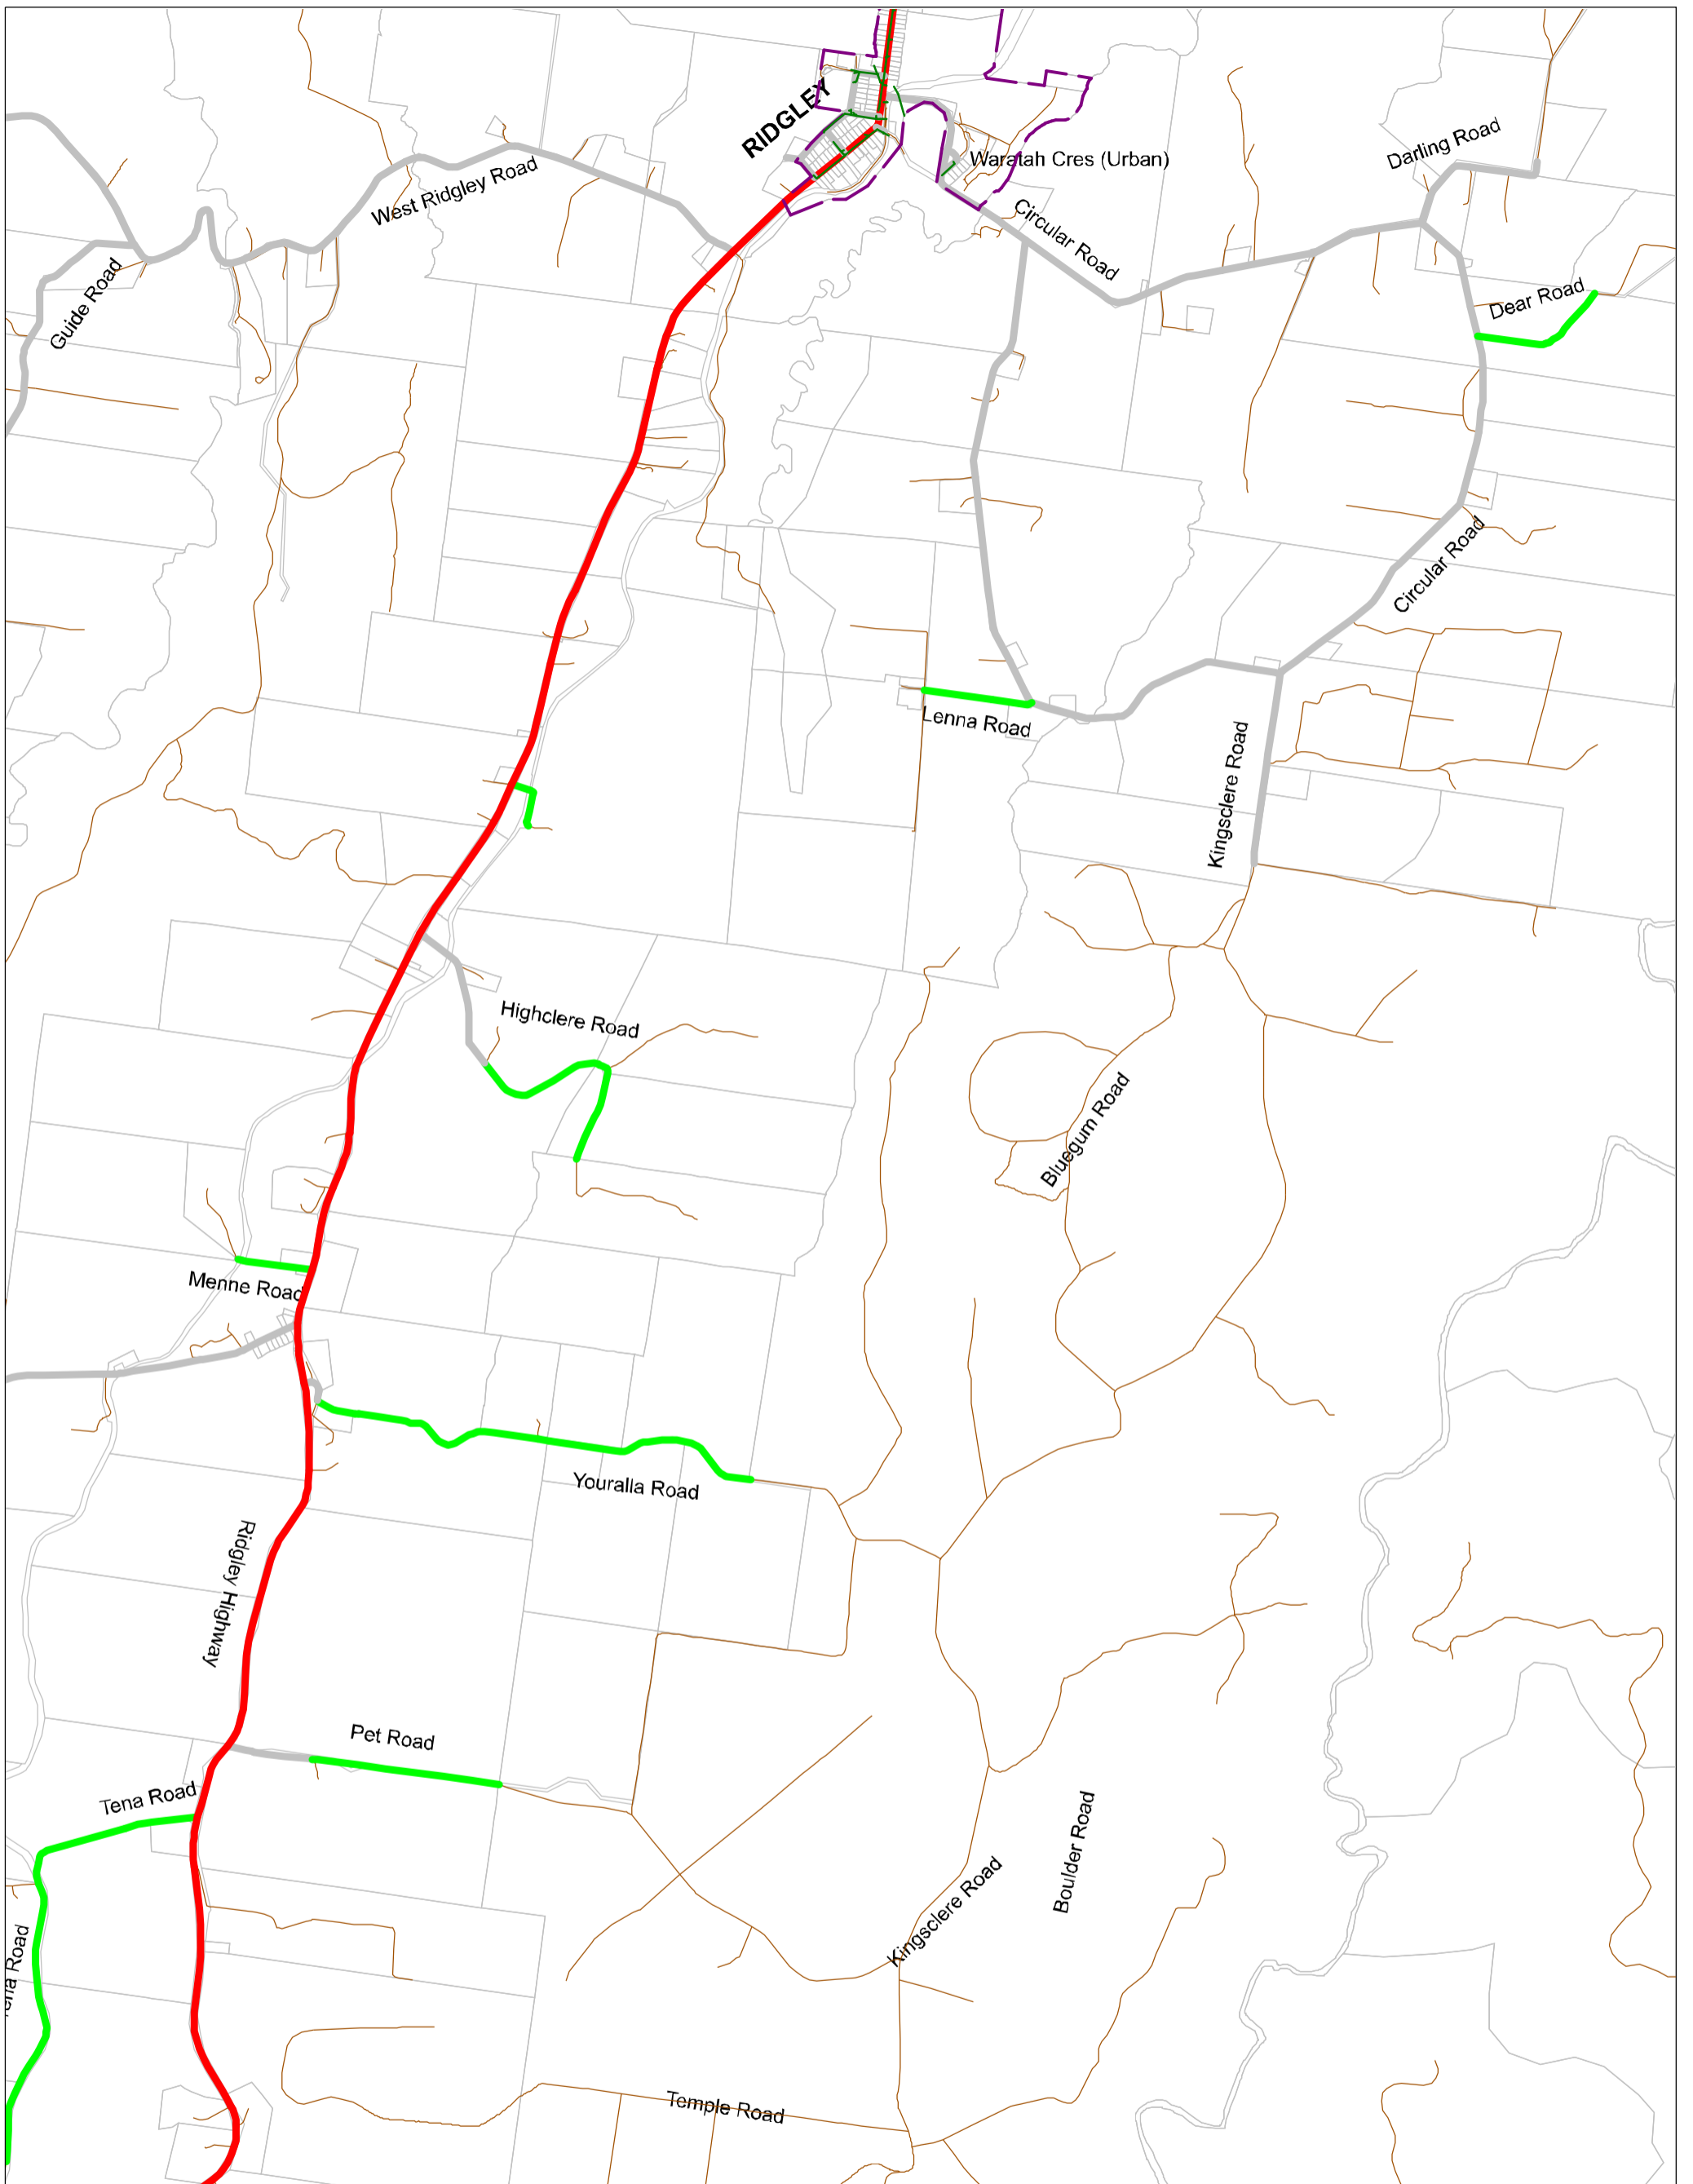 RIDGLEY
Darling Road
Waratah Cres (Urban)
West Ridgley Road
Circular Road
Guide Road
Dear Road
Circular Road
Lenna Road
Kingsclere Road
Highclere Road
Bluegum Road
Menne Road
Youralla Road
Ridgley Highway
Pet Road
Tena Road
Boulder Road
Kingsclere Road
Road
Temple Road